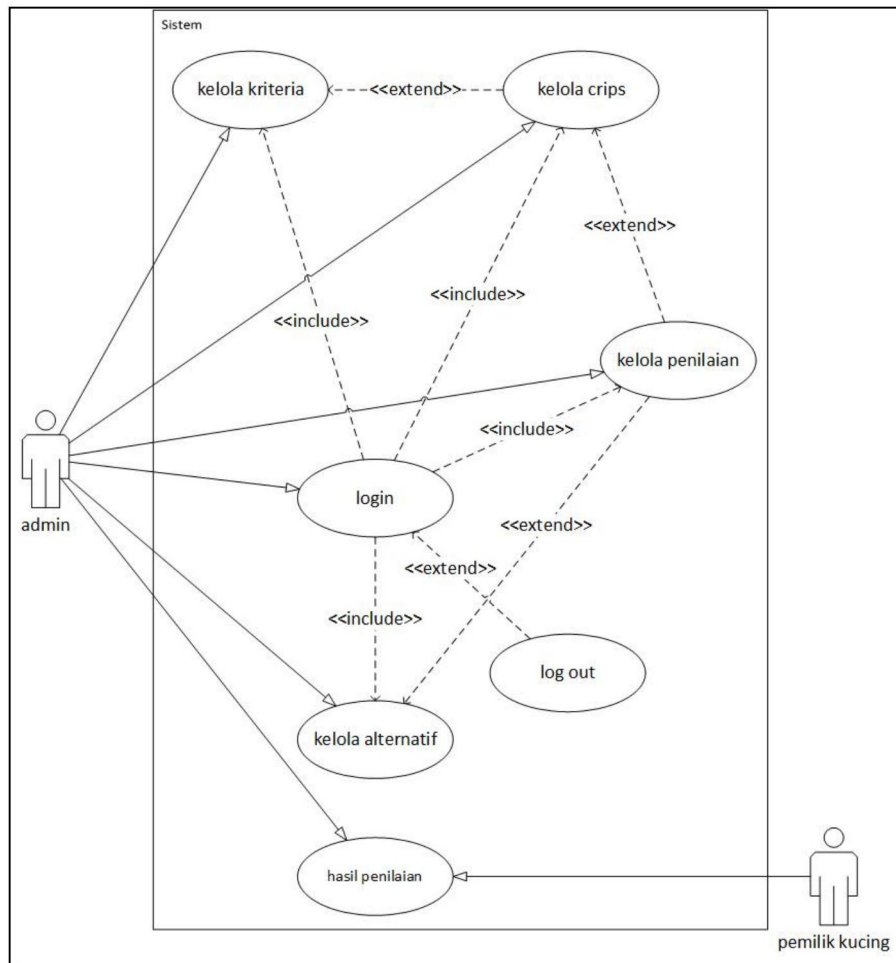 Sistem
kelola kriteria
<<extend>>
kelola crips
<<extend>>
<<include>>
<<include>>
kelola penilaian
<<include>>
login
admin
<<extend>>
<<extend>>
<<include>>
log out
kelola alternatif
hasil penilaian
pemilik kucing